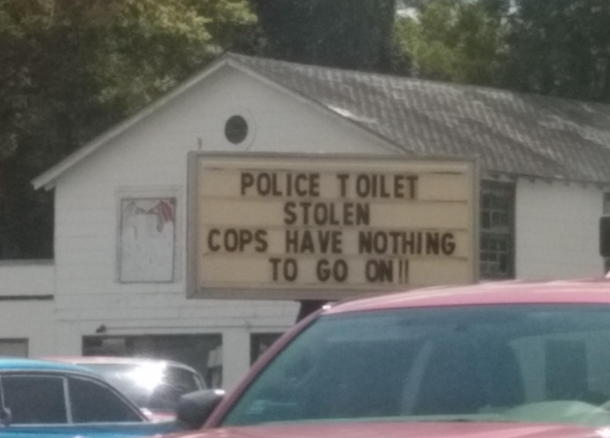 POLICE TOILET
STOLEN
COPS HAVE NOTHING
TO GO ON!!